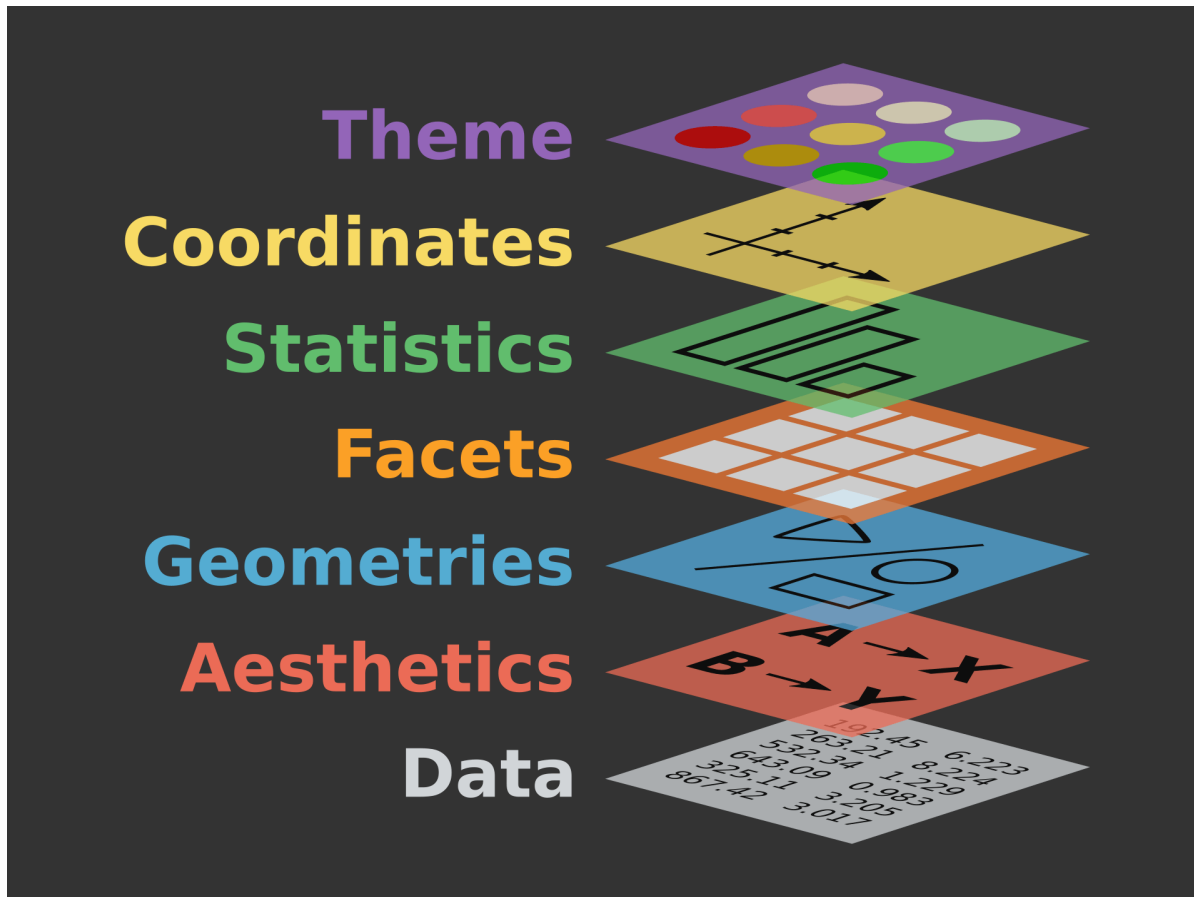 Theme
Coordinates
Statistics
Facets
Geometries
Aesthetics
A → X
B → Y
Data
192.45 6.223
263.21 8.224
532.34 1.229
643.09 0.983
325.11 3.205
867.42 3.017